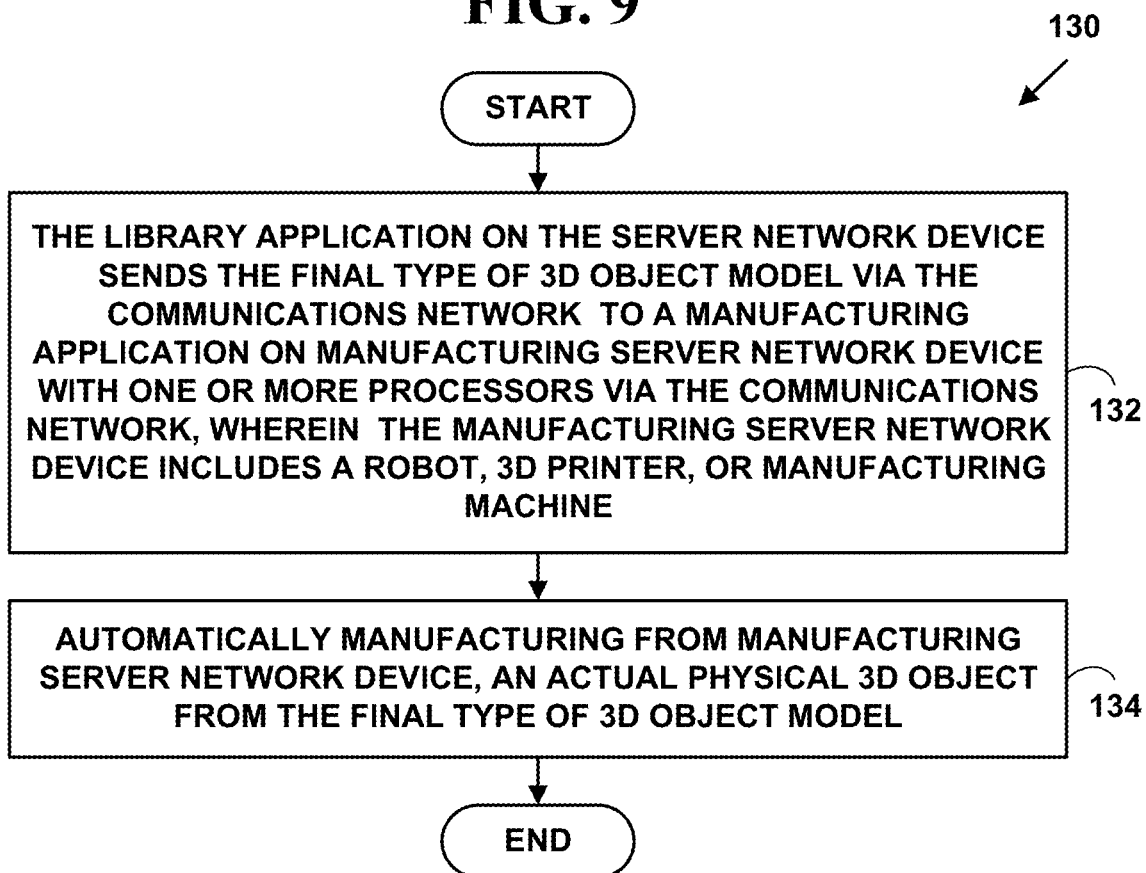 FIG. 9
130
START
THE LIBRARY APPLICATION ON THE SERVER NETWORK DEVICE
SENDS THE FINAL TYPE OF 3D OBJECT MODEL VIA THE
COMMUNICATIONS NETWORK TO A MANUFACTURING
APPLICATION ON MANUFACTURING SERVER NETWORK DEVICE
WITH ONE OR MORE PROCESSORS VIA THE COMMUNICATIONS
NETWORK, WHEREIN THE MANUFACTURING SERVER NETWORK
DEVICE INCLUDES A ROBOT, 3D PRINTER, OR MANUFACTURING
MACHINE
132
AUTOMATICALLY MANUFACTURING FROM MANUFACTURING
SERVER NETWORK DEVICE, AN ACTUAL PHYSICAL 3D OBJECT
FROM THE FINAL TYPE OF 3D OBJECT MODEL
134
END